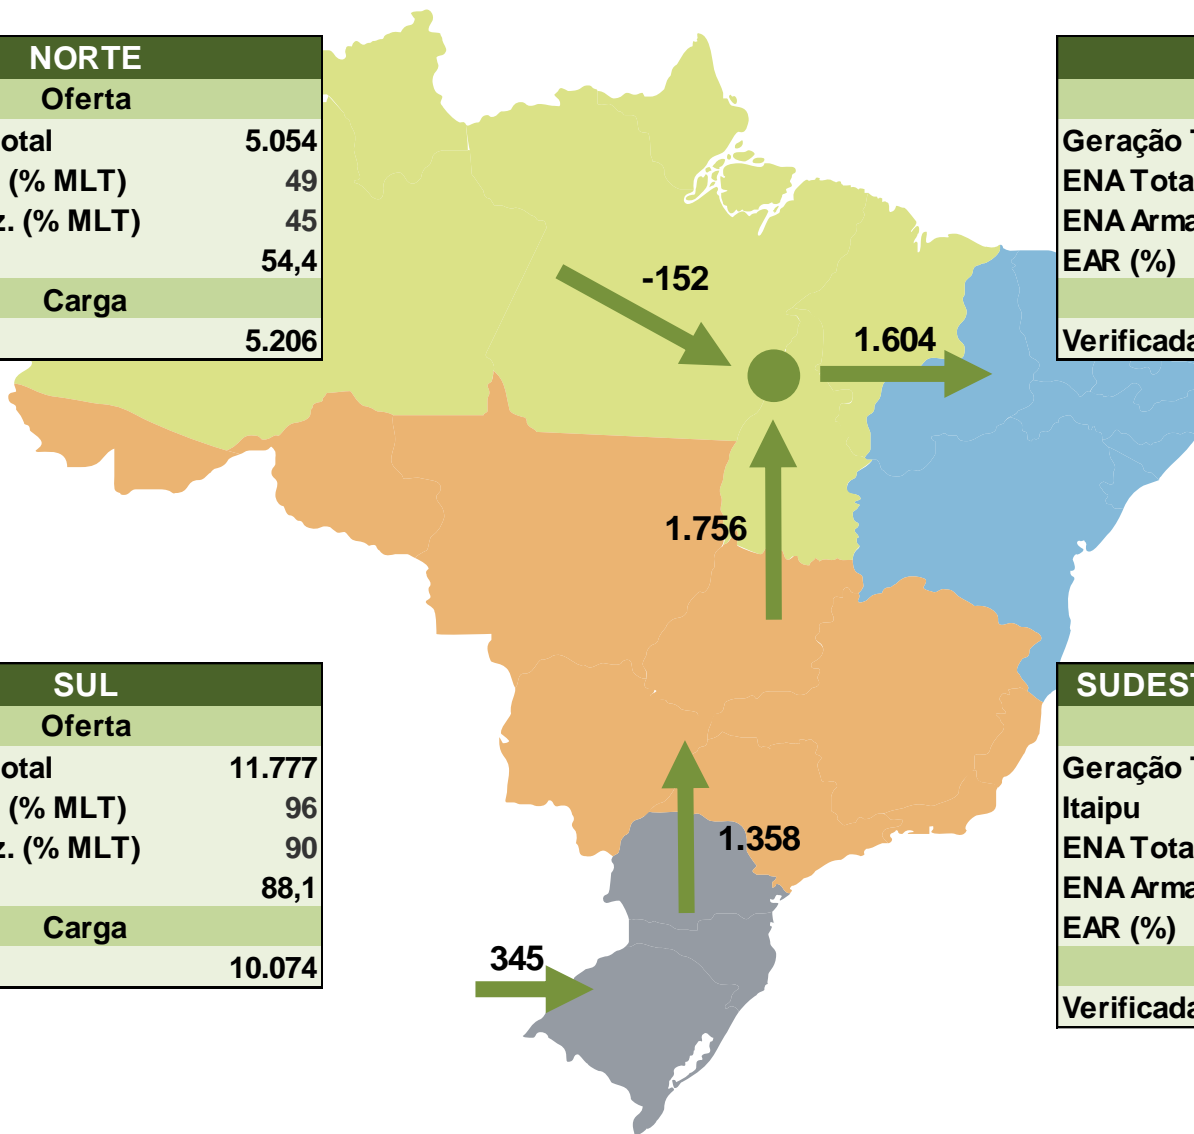 NORTE
Oferta
otal 5.054
(% MLT) 49
z. (% MLT) 45
54,4
Carga
5.206
Geração T
ENA Tota
ENA Arma
EAR (%)
Verificada
-152
1.604
1.756
SUL
Oferta
otal 11.777
(% MLT) 96
z. (% MLT) 90
88,1
Carga
10.074
SUDEST
Geração T
Itaipu
ENA Tota
ENA Arma
EAR (%)
Verificada
1.358
345